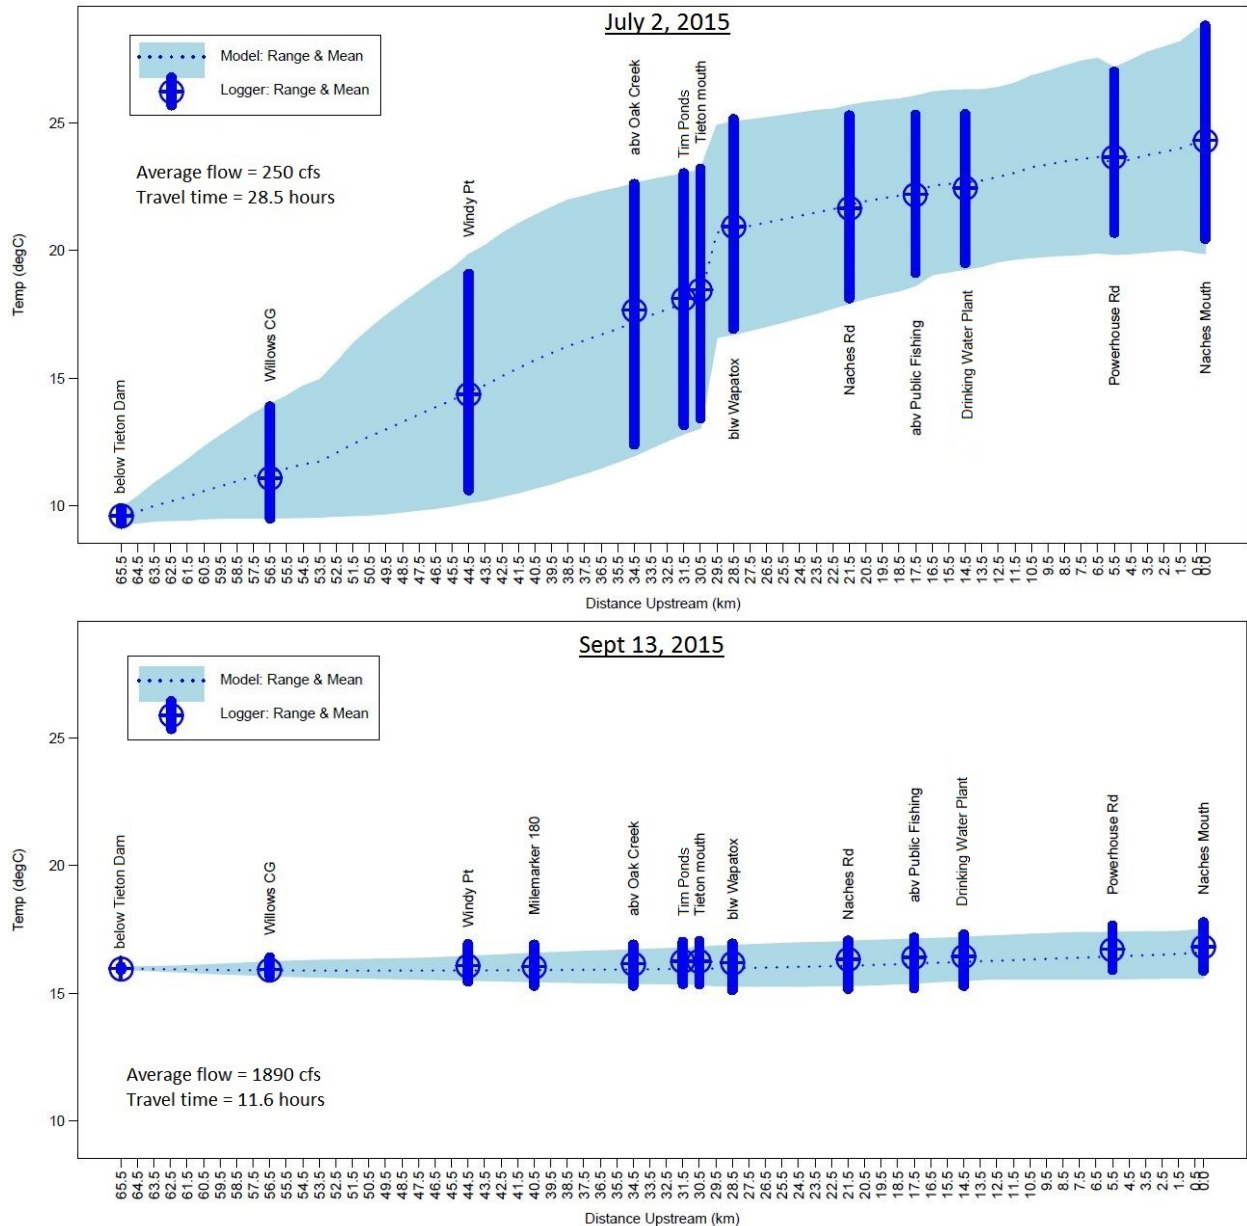 July 2, 2015
Model: Range & Mean
Logger: Range & Mean
Average flow = 250 cfs
Travel time = 28.5 hours
Temp (degC)
25
20
15
10
below Tieton Dam
Willows CG
Windy Pt
abv Oak Creek
Tim Ponds
Tieton mouth
blw Wapatox
Naches Rd
abv Public Fishing
Drinking Water Plant
Powerhouse Rd
Naches Mouth
65.5 64.5 63.5 62.5 61.5 60.5 59.5 58.5 57.5 56.5 55.5 54.5 53.5 52.5 51.5 50.5 49.5 48.5 47.5 46.5 45.5 44.5 43.5 42.5 41.5 40.5 39.5 38.5 37.5 36.5 35.5 34.5 33.5 32.5 31.5 30.5 29.5 28.5 27.5 26.5 25.5 24.5 23.5 22.5 21.5 20.5 19.5 18.5 17.5 16.5 15.5 14.5 13.5 12.5 11.5 10.5 9.5 8.5 7.5 6.5 5.5 4.5 3.5 2.5 1.5 0.5 0.0
Distance Upstream (km)
Sept 13, 2015
Model: Range & Mean
Logger: Range & Mean
Temp (degC)
25
20
15
10
below Tieton Dam
Willows CG
Windy Pt
Milemarker 180
abv Oak Creek
Tim Ponds
Tieton mouth
blw Wapatox
Naches Rd
abv Public Fishing
Drinking Water Plant
Powerhouse Rd
Naches Mouth
Average flow = 1890 cfs
Travel time = 11.6 hours
65.5 64.5 63.5 62.5 61.5 60.5 59.5 58.5 57.5 56.5 55.5 54.5 53.5 52.5 51.5 50.5 49.5 48.5 47.5 46.5 45.5 44.5 43.5 42.5 41.5 40.5 39.5 38.5 37.5 36.5 35.5 34.5 33.5 32.5 31.5 30.5 29.5 28.5 27.5 26.5 25.5 24.5 23.5 22.5 21.5 20.5 19.5 18.5 17.5 16.5 15.5 14.5 13.5 12.5 11.5 10.5 9.5 8.5 7.5 6.5 5.5 4.5 3.5 2.5 1.5 0.5 0.0
Distance Upstream (km)